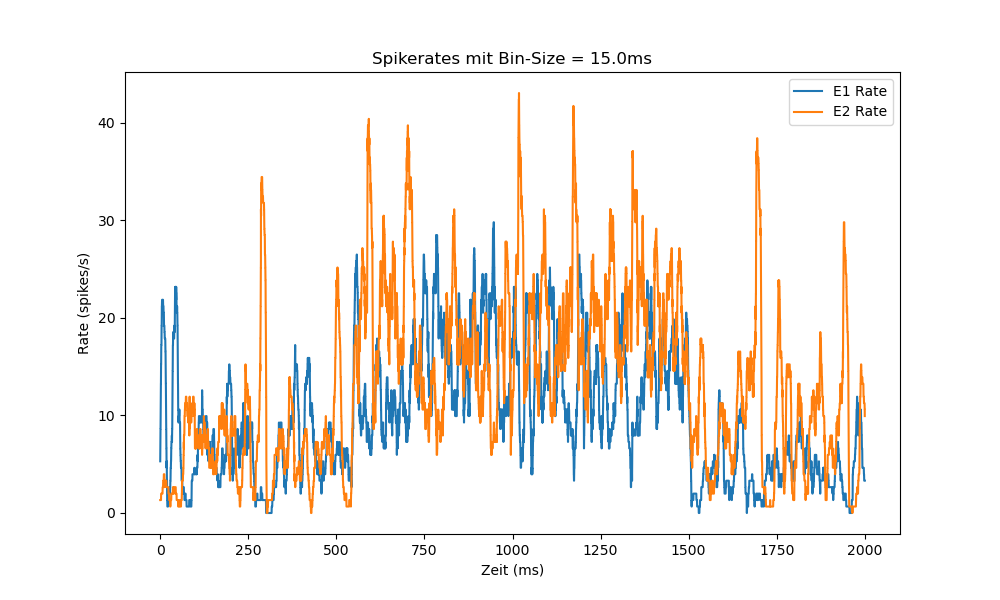 Spikerates mit Bin-Size = 15.0ms
E1 Rate
E2 Rate
Rate (spikes/s)
40
30
20
10
0
0 250 500 750 1000 1250 1500 1750 2000
Zeit (ms)